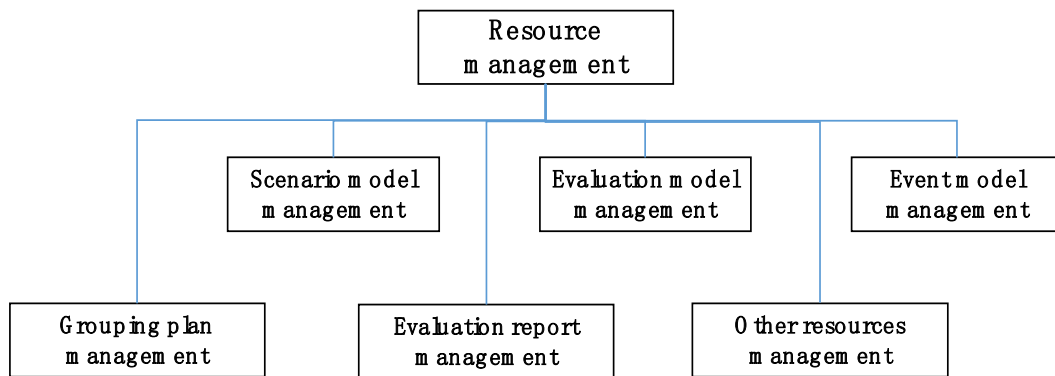 Resource
management
Scenario model
management
Evaluation model
management
Event model
management
Grouping plan
management
Evaluation report
management
Other resources
management